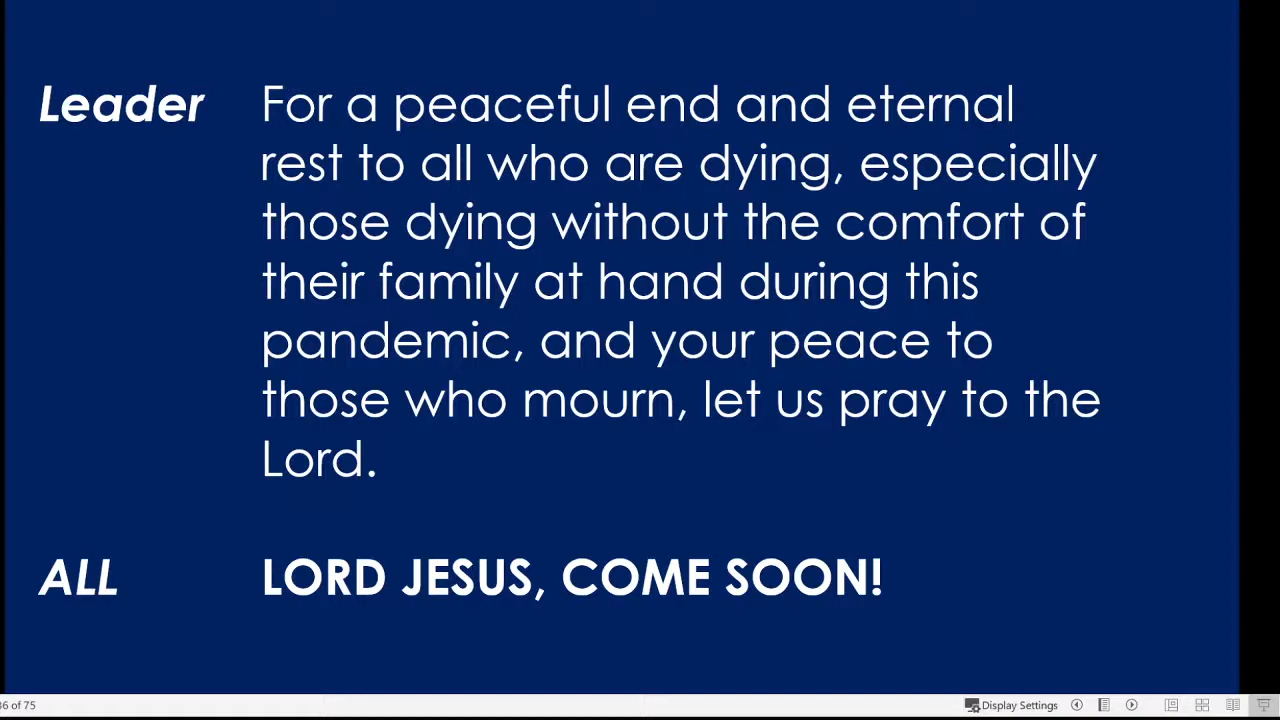 Leader For a peaceful end and eternal
rest to all who are dying, especially
those dying without the comfort of
their family at hand during this
pandemic, and your peace to
those who mourn, let us pray to the
Lord.
ALL LORD JESUS, COME SOON!
of 75 Display Settings